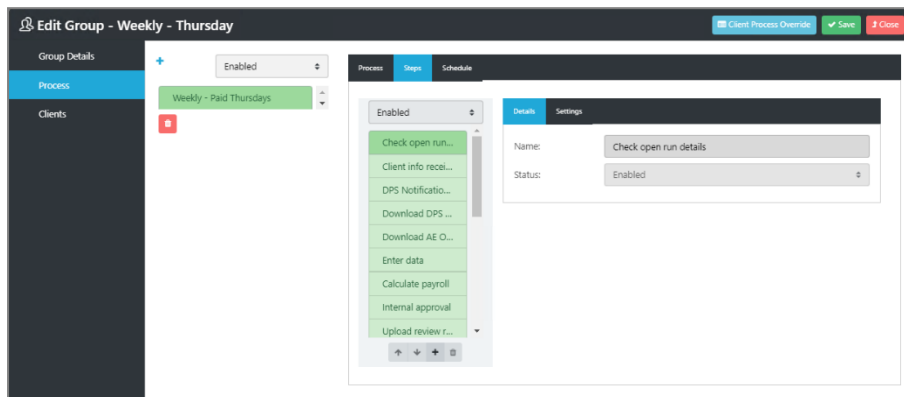 Edit Group - Weekly - Thursday
Client Process Override
Save
Close
Group Details
Process
Clients
Enabled
Weekly - Paid Thursdays
Process Steps Schedule
Enabled
Check open run...
Client info recei...
DPS Notificatio...
Download DPS ...
Download AE O...
Enter data
Calculate payroll
Internal approval
Upload review r...
Details Settings
Name: Check open run details
Status: Enabled